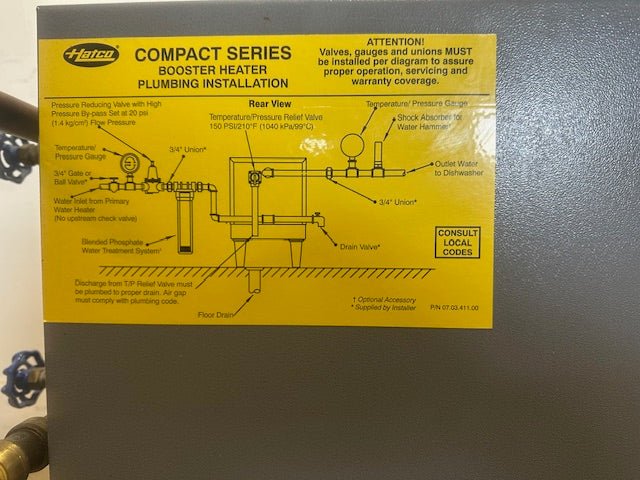 Hatco
COMPACT SERIES
BOOSTER HEATER
PLUMBING INSTALLATION
ATTENTION!
Valves, gauges and unions MUST
be installed per diagram to assure
proper operation, servicing and
warranty coverage.
Pressure Reducing Valve with High
Pressure By-pass Set at 20 psi
(1.4 kg/cm²) Flow Pressure
Rear View
Temperature/Pressure Relief Valve
150 PSI/210°F (1040 kPa/99°C)
Temperature/ Pressure Gauge
Shock Absorber for
Water Hammer†
Temperature/
Pressure Gauge
3/4" Union*
3/4" Gate or
Ball Valve*
Outlet Water
to Dishwasher
Water Inlet from Primary
Water Heater
(No upstream check valve)
3/4" Union*
Blended Phosphate
Water Treatment System†
Drain Valve*
CONSULT
LOCAL
CODES
Discharge from T/P Relief Valve must
be plumbed to proper drain. Air gap
must comply with plumbing code.
Floor Drain
† Optional Accessory
* Supplied by Installer
P/N 07.03.411.00